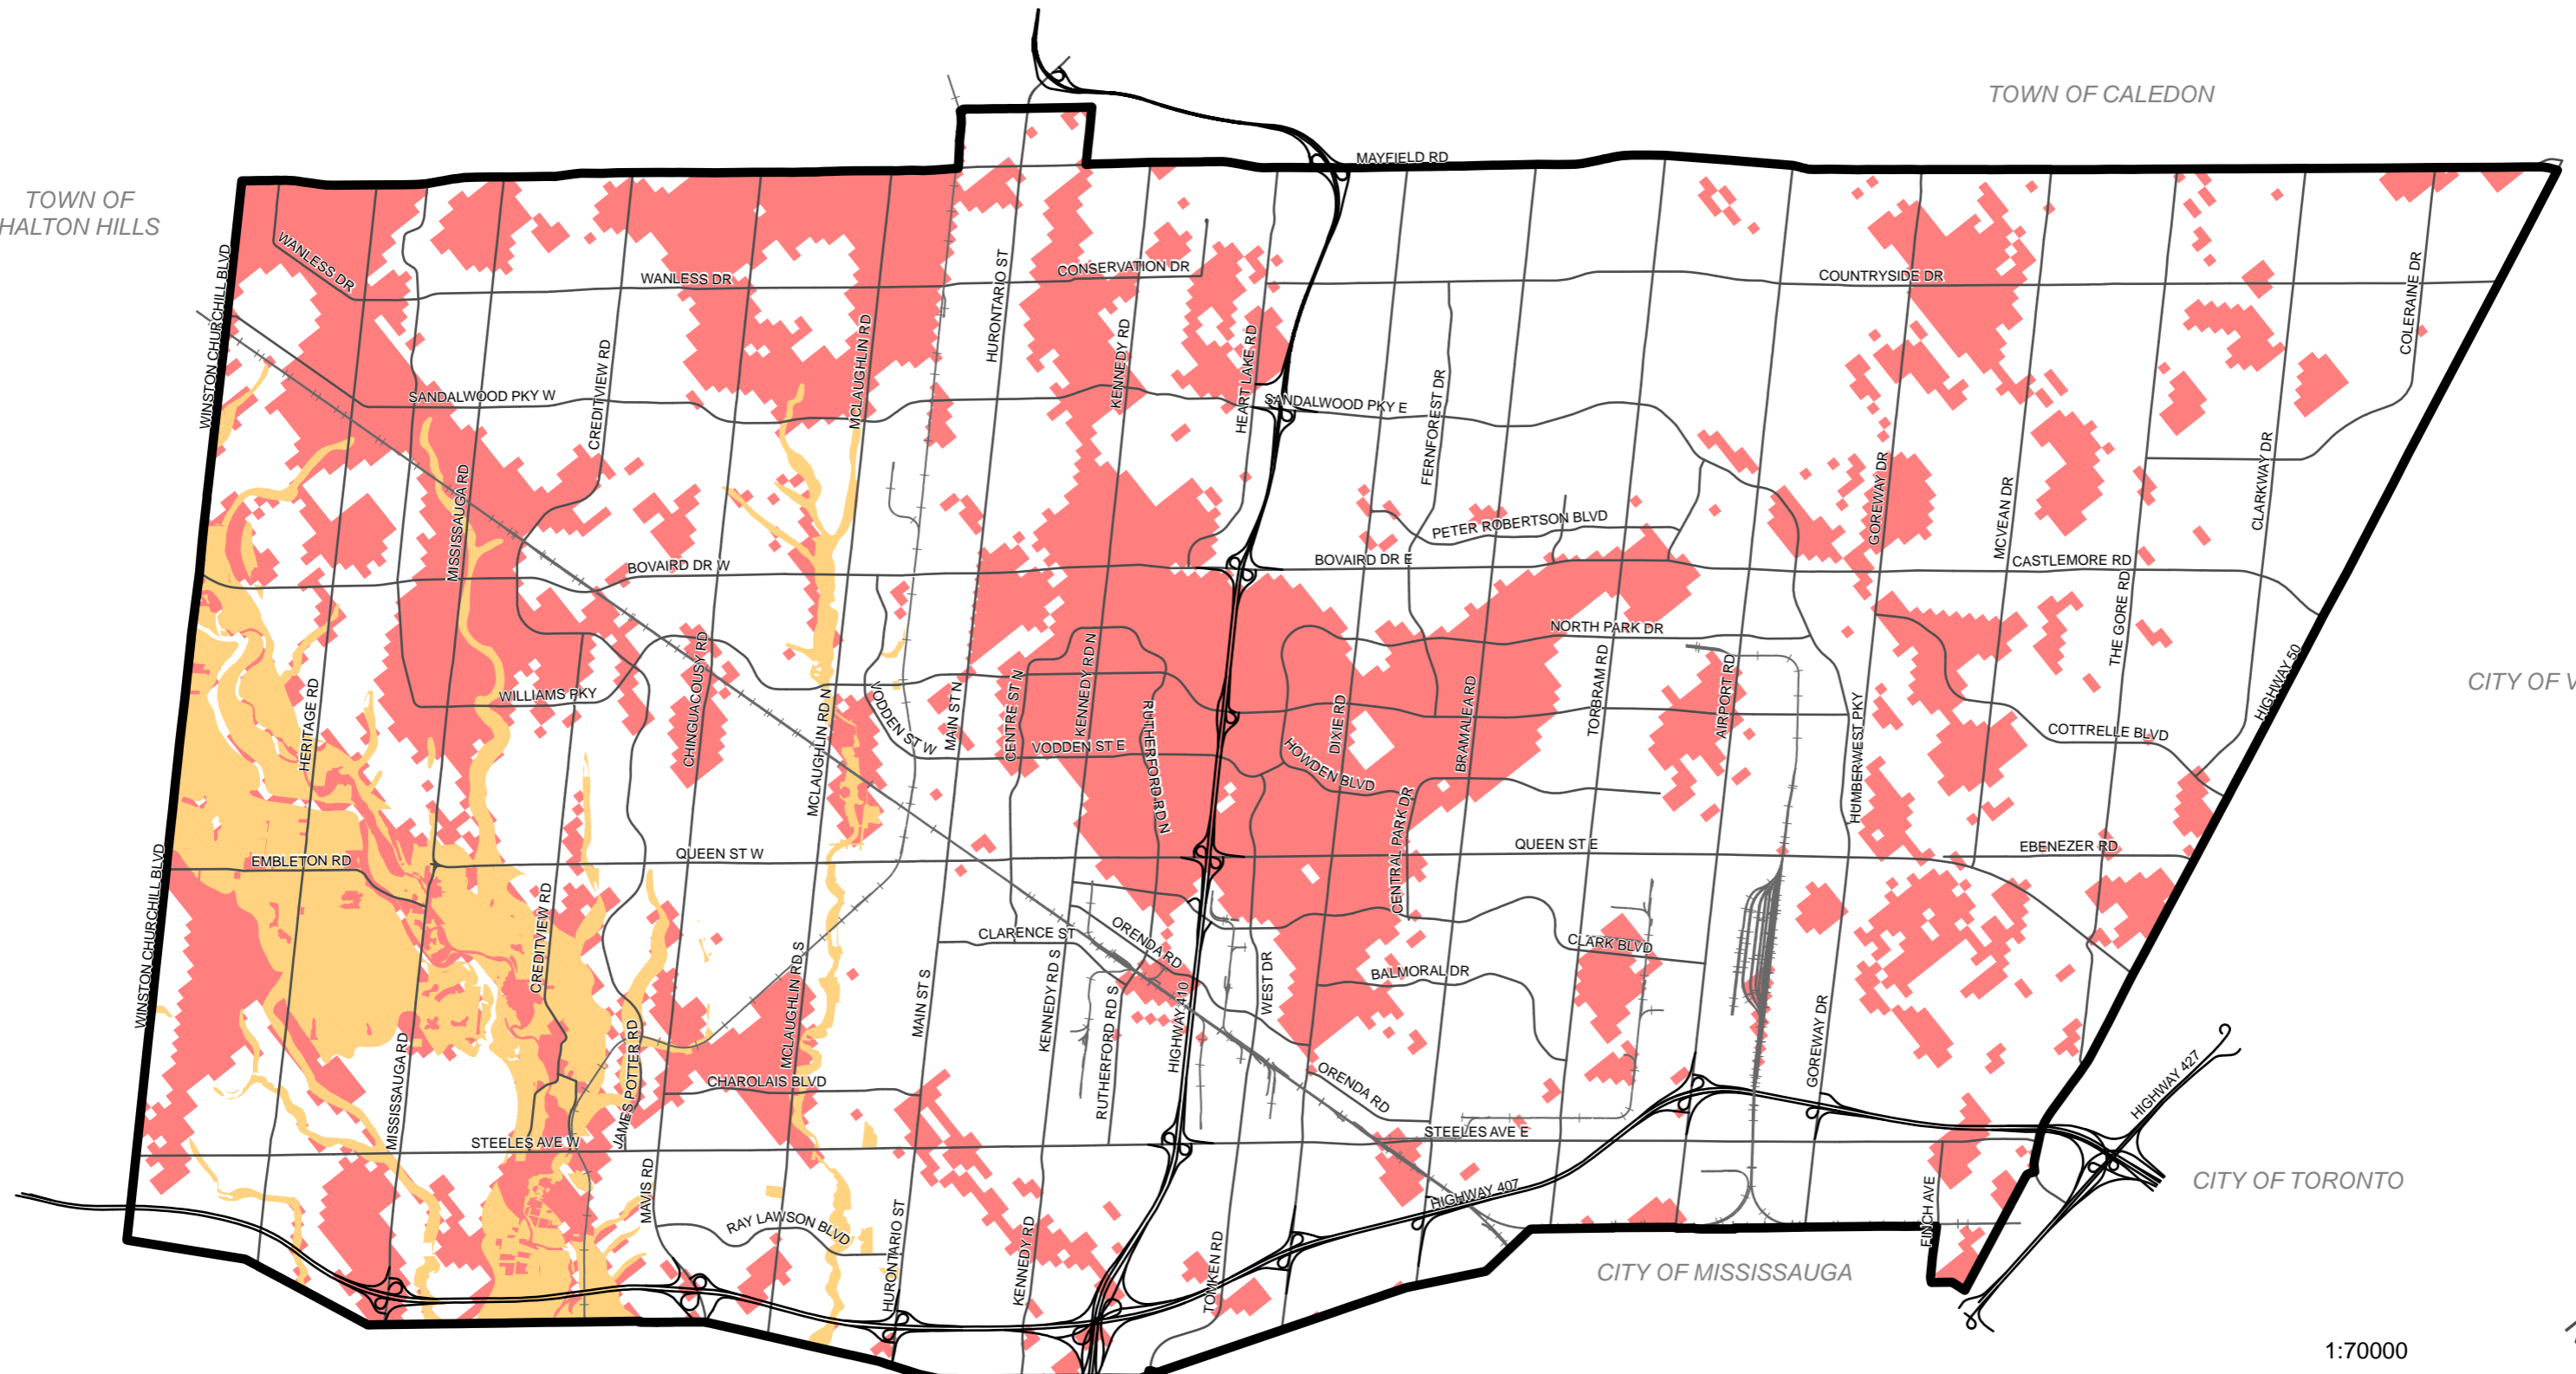 TOWN OF CALEDON
MAYFIELD RD
TOWN OF
HALTON HILLS
WANLESS DR
WANLESS DR
CONSERVATION DR
COUNTRYSIDE DR
WINSTON CHURCHILL BLVD
HURONTARIO ST
COLERAINE DR
MCLAUGHLIN RD
KENNEDY RD
HEART LAKE RD
CREDITVIEW RD
SANDALWOOD PKY W
SANDALWOOD PKY E
FERNFOREST DR
MISSISSAUGA RD
GOREWAY DR
MCVEAN DR
CLARKWAY DR
PETER ROBERTSON BLVD
BOVAIRD DR W
BOVAIRD DR E
CASTLEMORE RD
THE GORE RD
NORTH PARK DR
CHINGUACOUSY RD
KENNEDY RD N
CENTRE ST N
MAIN ST N
HERITAGE RD
WILLIAMS PKY
MCLAUGHLIN RD N
VODDEN ST W
VODDEN ST E
RUTHERFORD RD N
DIXIE RD
HOWDEN BLVD
BRAMALEA RD
TORBRAM RD
AIRPORT RD
HUMBERWEST PKY
COTTRELLE BLVD
HIGHWAY 50
CITY OF V
CENTRAL PARK DR
WINSTON CHURCHILL BLVD
EMBLETON RD
QUEEN ST W
QUEEN ST E
EBENEZER RD
CREDITVIEW RD
CLARENCE ST
ORENDA RD
CLARK BLVD
BALMORAL DR
MCLAUGHLIN RD S
MAIN ST S
KENNEDY RD S
RUTHERFORD RD S
HIGHWAY 410
WEST DR
GOREWAY DR
MISSISSAUGA RD
JAMES POTTER RD
CHAROLAIS BLVD
ORENDA RD
HIGHWAY 427
STEELES AVE W
STEELES AVE E
MAVIS RD
HIGHWAY 407
CITY OF TORONTO
RAY LAWSON BLVD
HURONTARIO ST
KENNEDY RD
TOMKEN RD
FINCH AVE
CITY OF MISSISSAUGA
1:70000